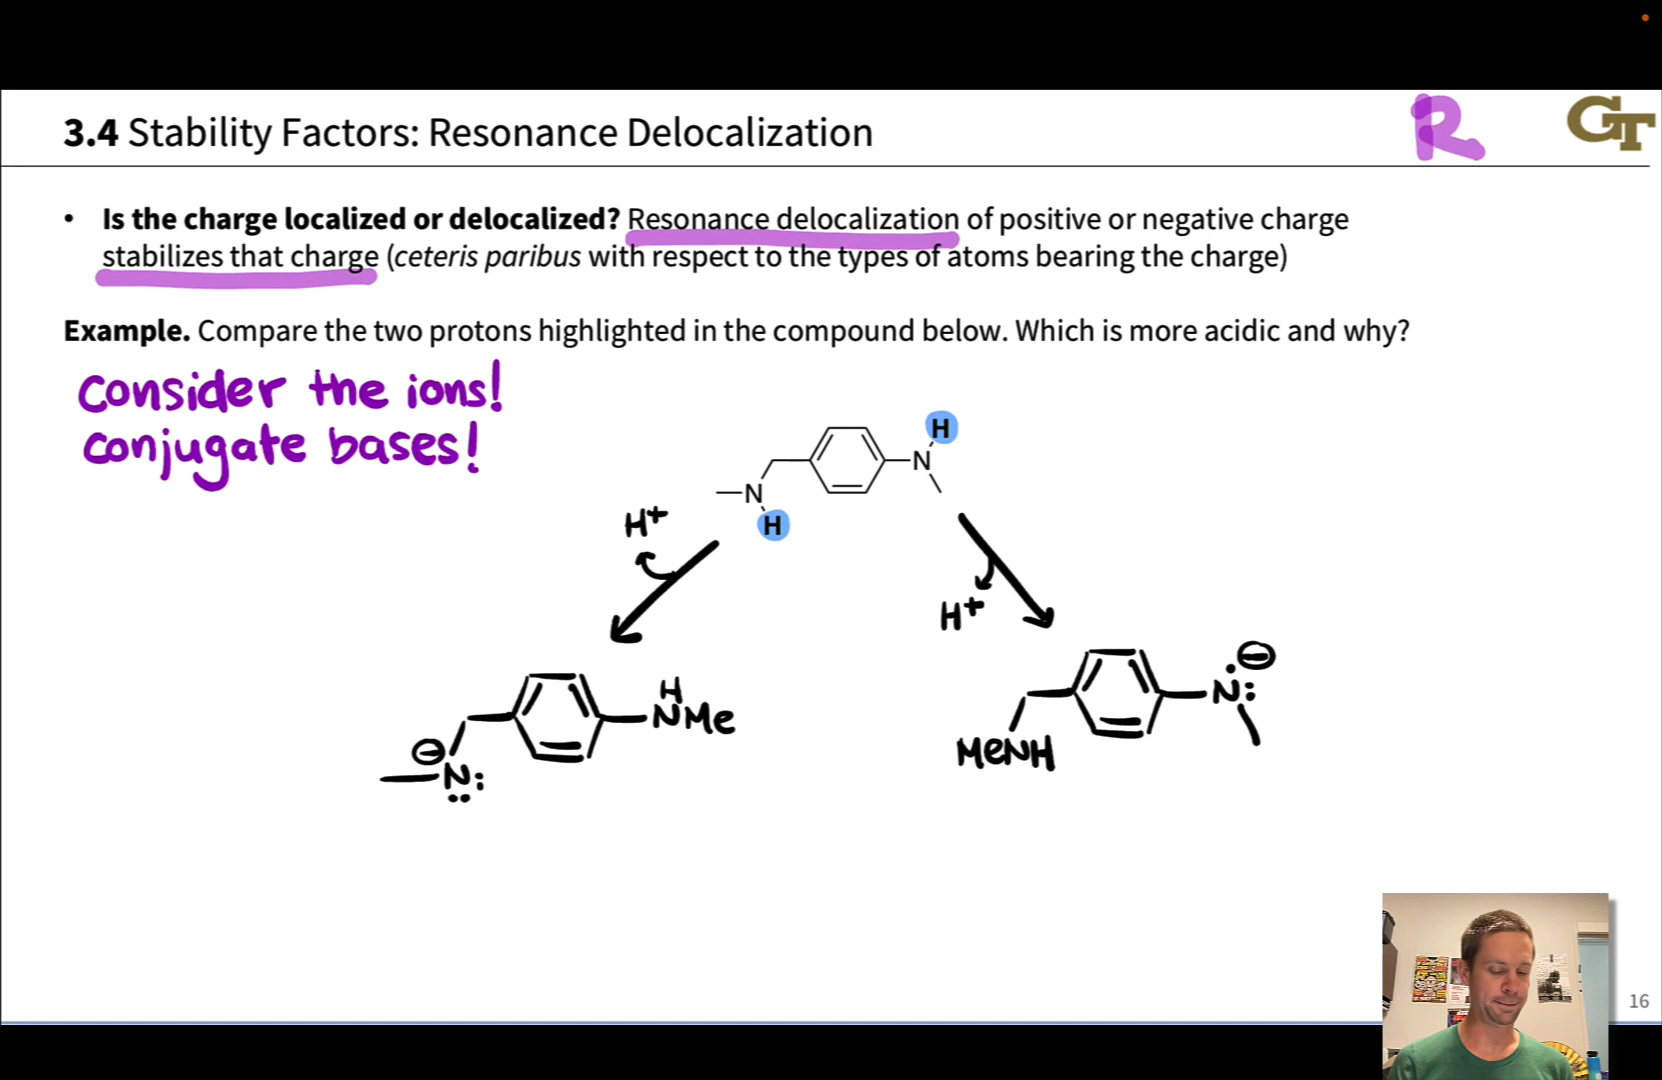 3.4 Stability Factors: Resonance Delocalization
R
GT
• Is the charge localized or delocalized? Resonance delocalization of positive or negative charge
stabilizes that charge (ceteris paribus with respect to the types of atoms bearing the charge)
Example. Compare the two protons highlighted in the compound below. Which is more acidic and why?
Consider the ions!
conjugate bases!
H
N
N
H
H+
H+
H
NMe
⊖
N:
⊖
N:
MeNH
16